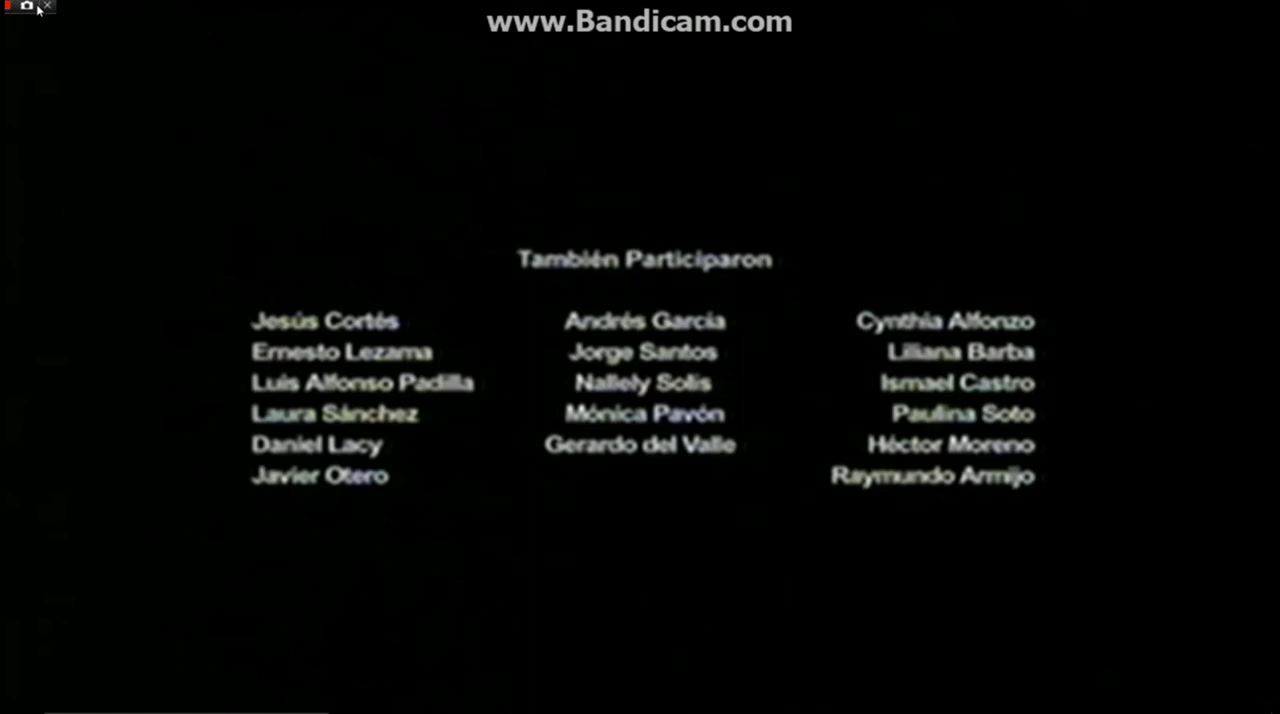 www.Bandicam.com
También Participaron
Jesús Cortés
Ernesto Lezama
Luis Alfonso Padilla
Laura Sánchez
Daniel Lacy
Javier Otero
Andrés García
Jorge Santos
Nallely Solís
Mónica Pavón
Gerardo del Valle
Cynthia Alfonzo
Liliana Barba
Ismael Castro
Paulina Soto
Héctor Moreno
Raymundo Armijo